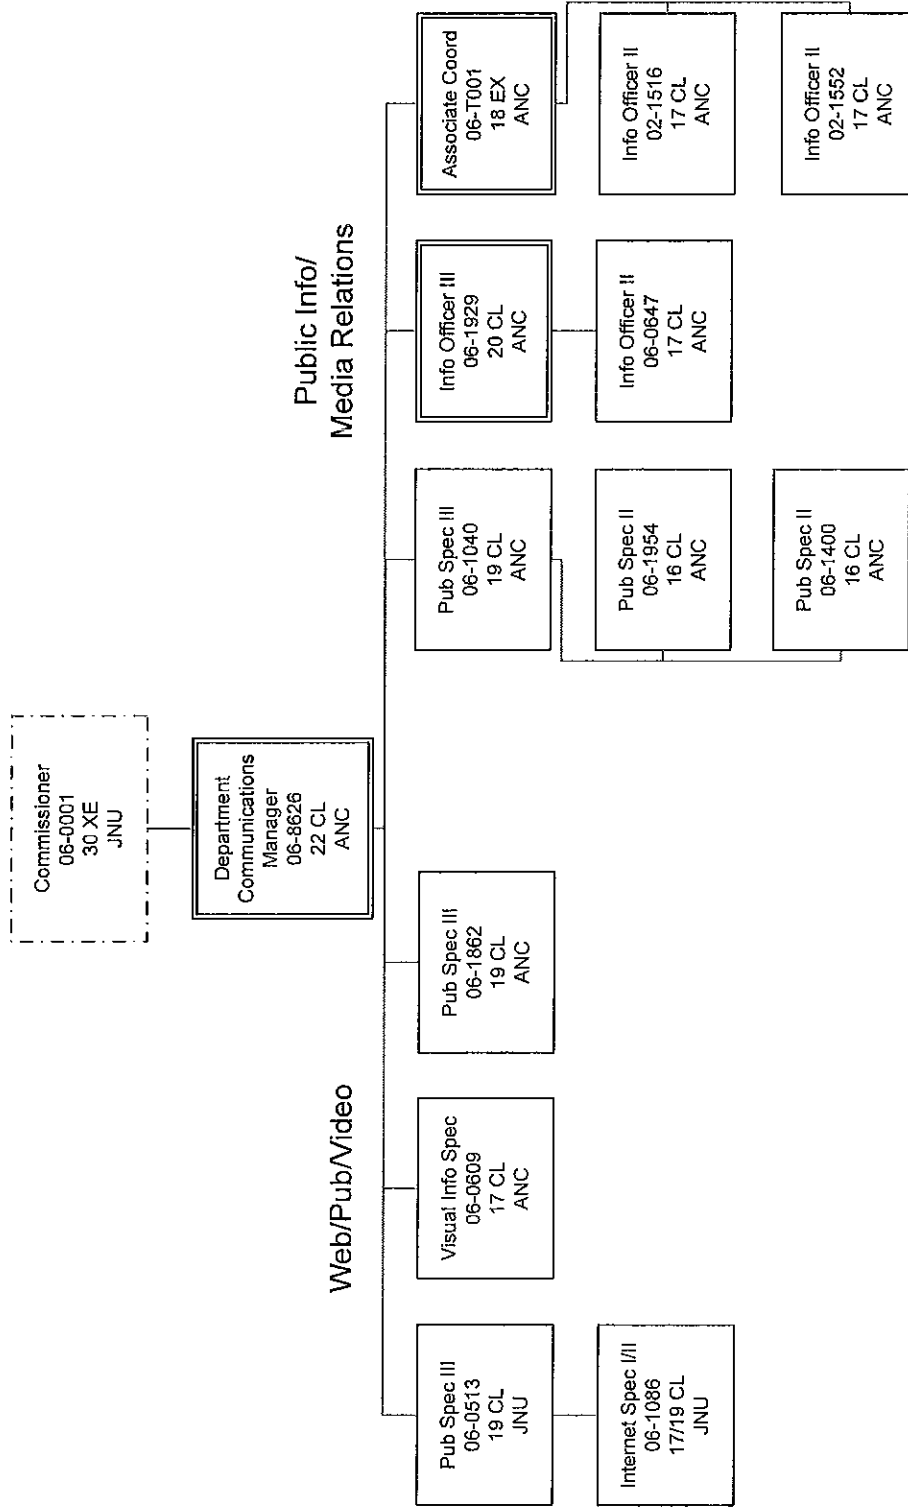 Commissioner
06-0001
30 XE
JNU
Department
Communications
Manager
06-8626
22 CL
ANC
Web/Pub/Video
Public Info/
Media Relations
Pub Spec III
06-0513
19 CL
JNU
Visual Info Spec
06-0609
17 CL
ANC
Pub Spec III
06-1862
19 CL
ANC
Pub Spec III
06-1040
19 CL
ANC
Info Officer III
06-1929
20 CL
ANC
Associate Coord
06-T001
18 EX
ANC
Internet Spec I/II
06-1086
17/19 CL
JNU
Pub Spec II
06-1954
16 CL
ANC
Info Officer II
06-0647
17 CL
ANC
Info Officer II
02-1516
17 CL
ANC
Pub Spec II
06-1400
16 CL
ANC
Info Officer II
02-1552
17 CL
ANC